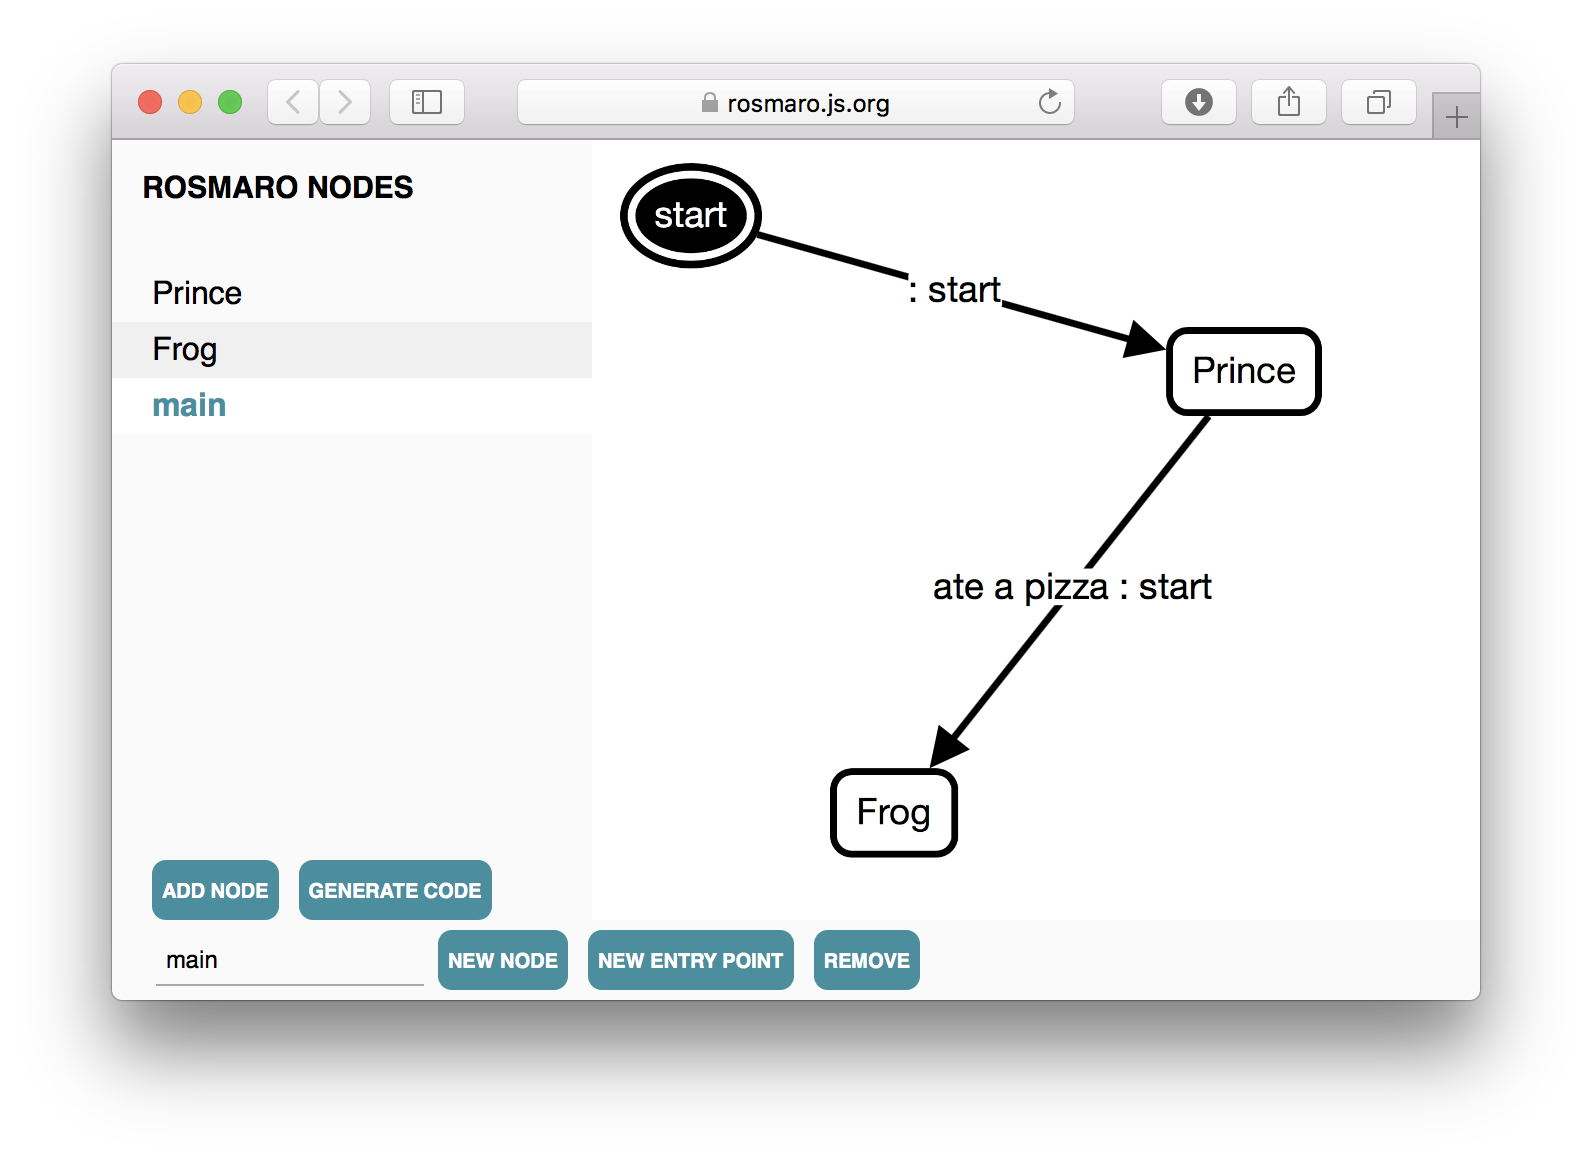 rosmaro.js.org
ROSMARO NODES
Prince
Frog
main
start
: start
Prince
ate a pizza : start
Frog
ADD NODE
GENERATE CODE
main
NEW NODE
NEW ENTRY POINT
REMOVE